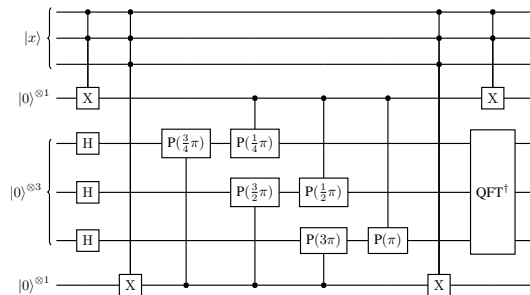 |x⟩
|0⟩⊗1 X X
H P(3/4π) P(1/4π)
|0⟩⊗3 H P(3/2π) P(1/2π) QFT†
H P(3π) P(π)
|0⟩⊗1 X X